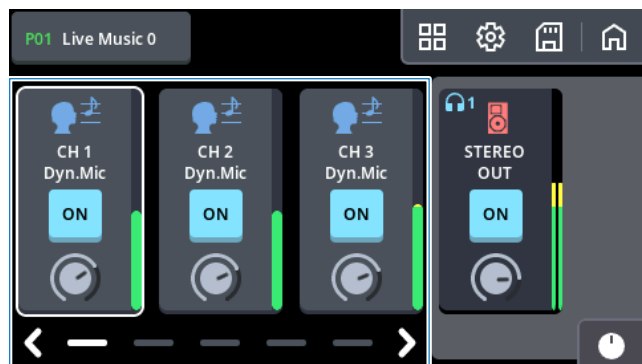 P01 Live Music 0
CH 1
Dyn.Mic
ON
CH 2
Dyn.Mic
ON
CH 3
Dyn.Mic
ON
1
STEREO
OUT
ON